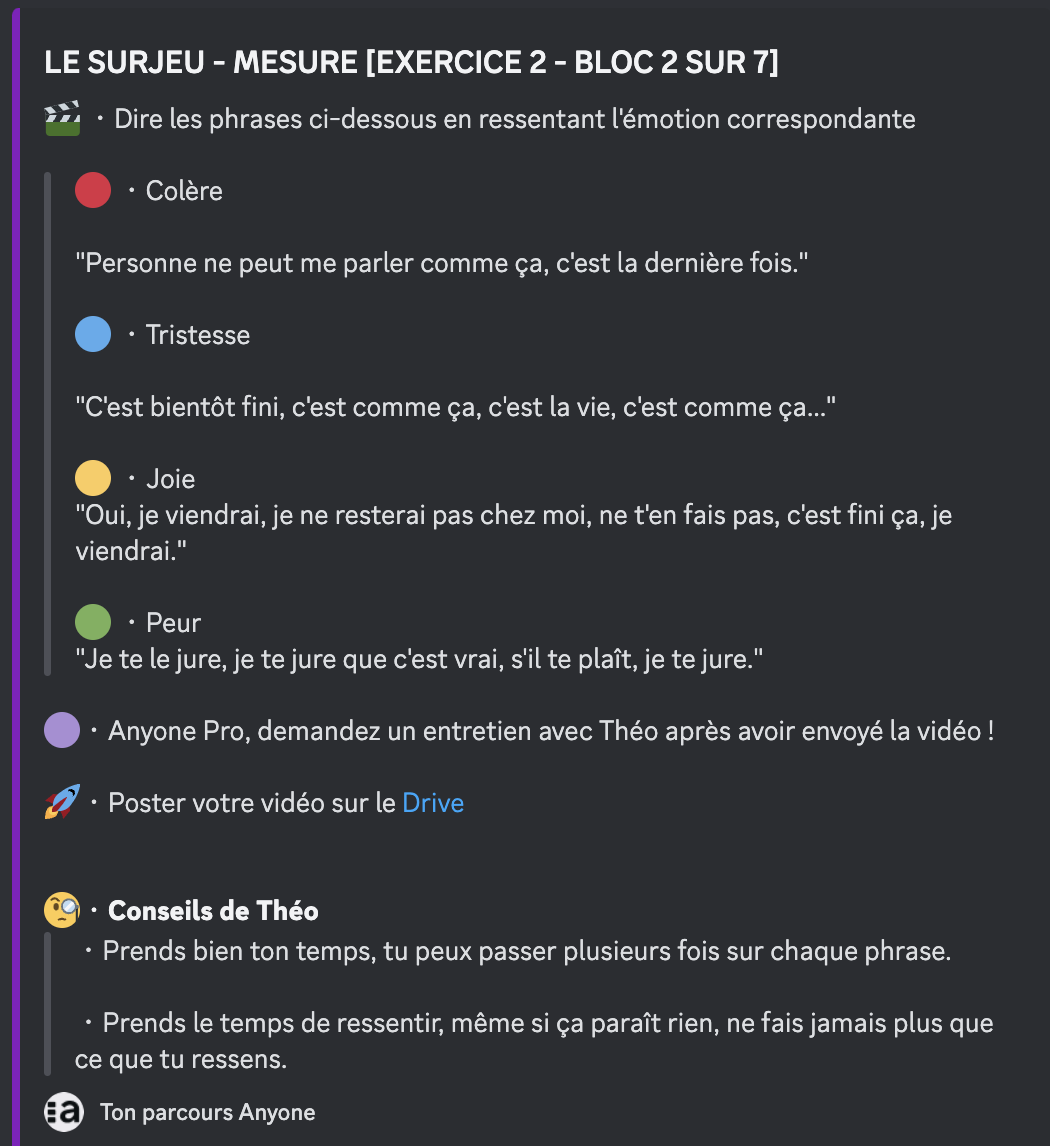 LE SURJEU - MESURE [EXERCICE 2 - BLOC 2 SUR 7]
· Dire les phrases ci-dessous en ressentant l'émotion correspondante
· Colère
"Personne ne peut me parler comme ça, c'est la dernière fois."
· Tristesse
"C'est bientôt fini, c'est comme ça, c'est la vie, c'est comme ça..."
· Joie
"Oui, je viendrai, je ne resterai pas chez moi, ne t'en fais pas, c'est fini ça, je
viendrai."
· Peur
"Je te le jure, je te jure que c'est vrai, s'il te plaît, je te jure."
· Anyone Pro, demandez un entretien avec Théo après avoir envoyé la vidéo !
· Poster votre vidéo sur le Drive
· Conseils de Théo
· Prends bien ton temps, tu peux passer plusieurs fois sur chaque phrase.
· Prends le temps de ressentir, même si ça paraît rien, ne fais jamais plus que
ce que tu ressens.
a Ton parcours Anyone